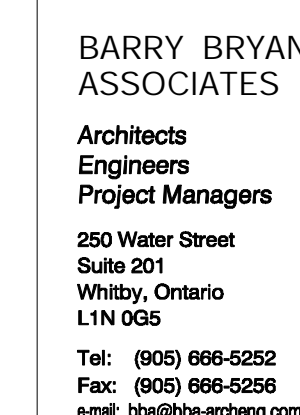 BARRY BRYAN
ASSOCIATES
Architects
Engineers
Project Managers
250 Water Street
Suite 201
Whitby, Ontario
L1N 0G5
Tel: (905) 666-5252
Fax: (905) 666-5256
e-mail: bba@bba-archeng.com